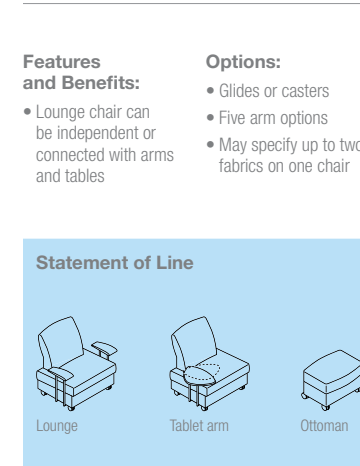 Features
and Benefits:
• Lounge chair can
be independent or
connected with arms
and tables
Options:
• Glides or casters
• Five arm options
• May specify up to two
fabrics on one chair
Statement of Line
Lounge
Tablet arm
Ottoman